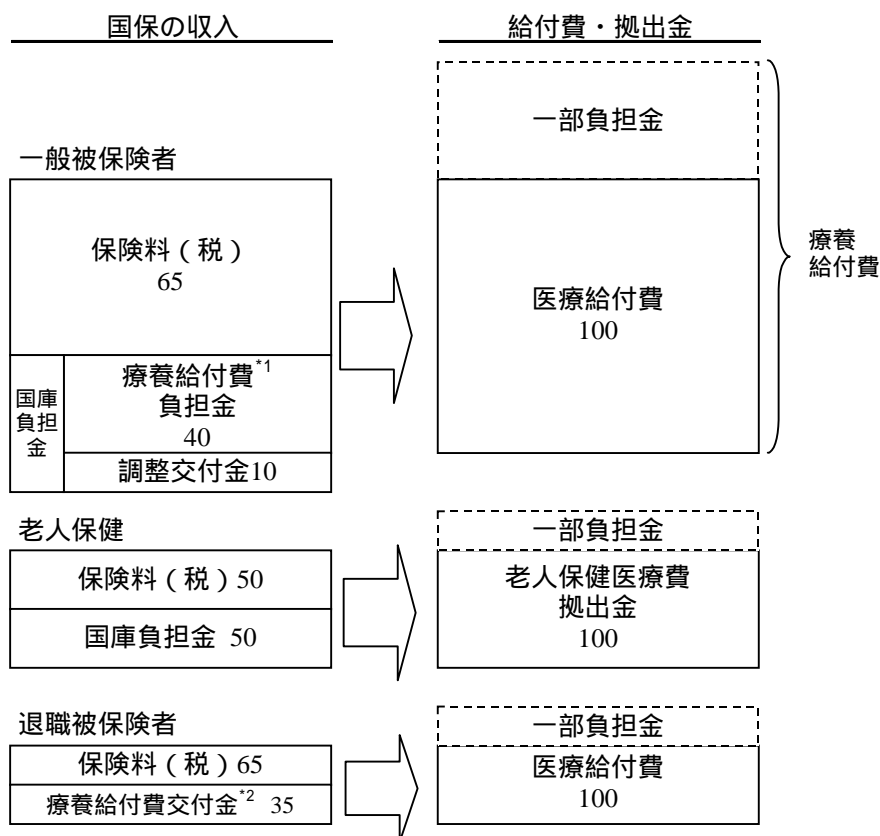 国保の収入
給付費・拠出金
一部負担金
一般被保険者
保険料（税）
65
国庫
負担
金
療養給付費*1
負担金
40
調整交付金10
医療給付費
100
療養
給付費
老人保健
保険料（税）50
国庫負担金 50
一部負担金
老人保健医療費
拠出金
100
退職被保険者
保険料（税）65
療養給付費交付金*2 35
一部負担金
医療給付費
100